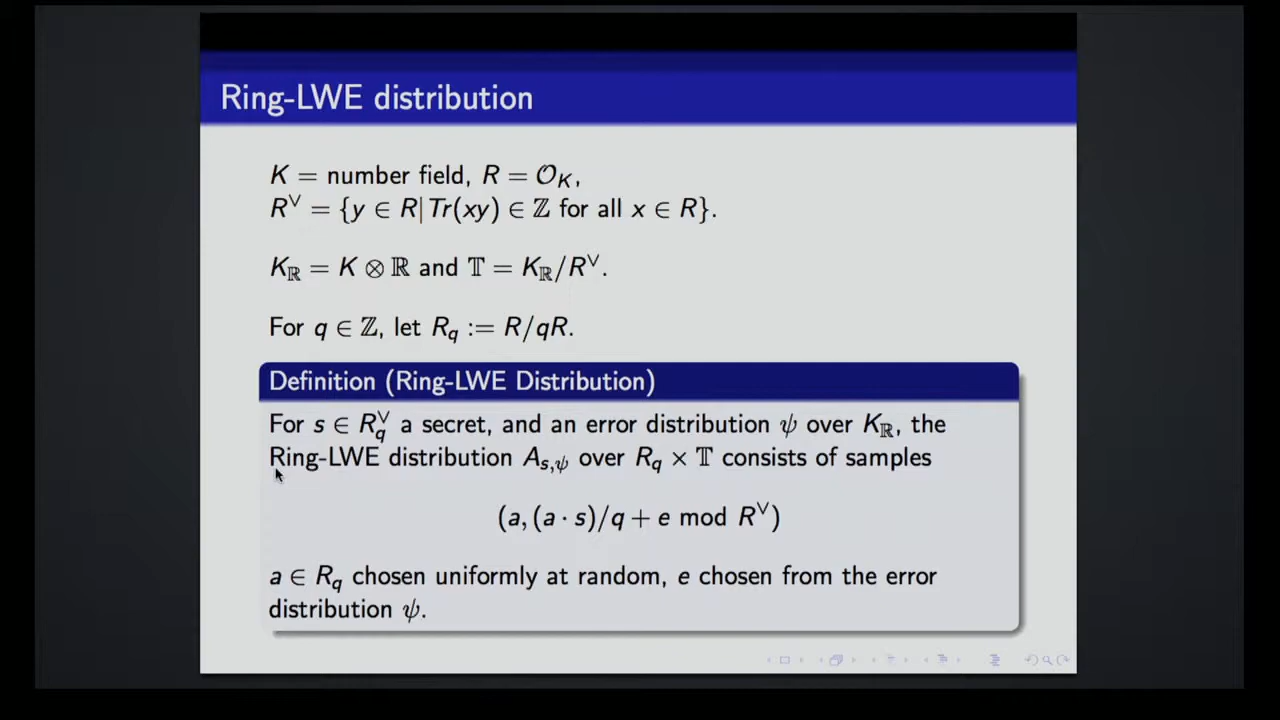 Ring-LWE distribution
K = number field, R = 𝒪_K,
R^∨ = {y ∈ R| Tr(xy) ∈ ℤ for all x ∈ R}.
K_ℝ = K ⊗ ℝ and 𝕋 = K_ℝ/R^∨.
For q ∈ ℤ, let R_q := R/qR.
Definition (Ring-LWE Distribution)
For s ∈ R_q^∨ a secret, and an error distribution ψ over K_ℝ, the
Ring-LWE distribution A_{s,ψ} over R_q × 𝕋 consists of samples
(a, (a · s)/q + e mod R^∨)
a ∈ R_q chosen uniformly at random, e chosen from the error
distribution ψ.